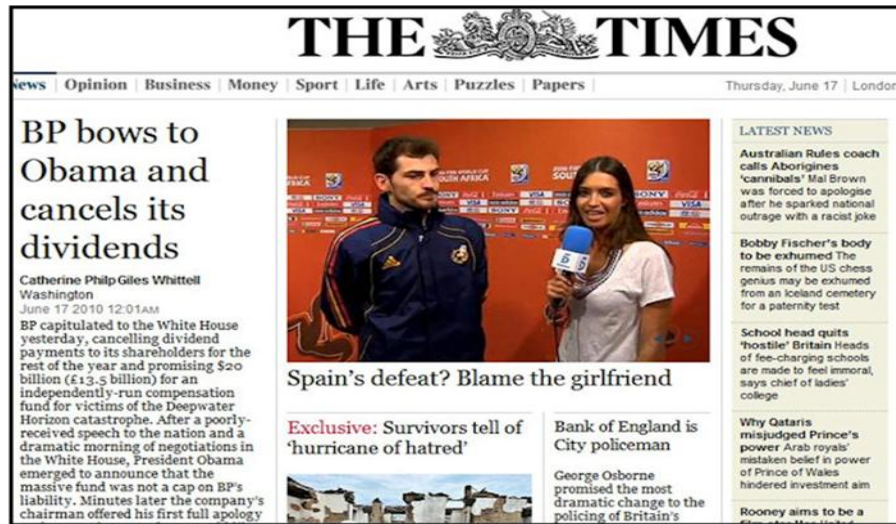 THE TIMES
News Opinion Business Money Sport Life Arts Puzzles Papers Thursday, June 17 London
BP bows to
Obama and
cancels its
dividends
Catherine Philp Giles Whittell
Washington
June 17 2010 12:01AM
BP capitulated to the White House
yesterday, cancelling dividend
payments to its shareholders for the
rest of the year and promising $20
billion (£13.5 billion) for an
independently-run compensation
fund for victims of the Deepwater
Horizon catastrophe. After a poorly-
received speech to the nation and a
dramatic morning of negotiations in
the White House, President Obama
emerged to announce that the
massive fund was not a cap on BP's
liability. Minutes later the company's
chairman offered his first full apology
SOUTH AFRICA
SOUTH AFRICA
SONY
VISA
SONY
VISA
adidas
Spain's defeat? Blame the girlfriend
Exclusive: Survivors tell of
'hurricane of hatred'
Bank of England is
City policeman
George Osborne
promised the most
dramatic change to the
policing of Britain's
LATEST NEWS
Australian Rules coach
calls Aborigines
'cannibals' Mal Brown
was forced to apologise
after he sparked national
outrage with a racist joke
Bobby Fischer's body
to be exhumed The
remains of the US chess
genius may be exhumed
from an Iceland cemetery
for a paternity test
School head quits
'hostile' Britain Heads
of fee-charging schools
are made to feel immoral,
says chief of ladies'
college
Why Qataris
misjudged Prince's
power Arab royals'
mistaken belief in power
of Prince of Wales
hindered investment aim
Rooney aims to be a